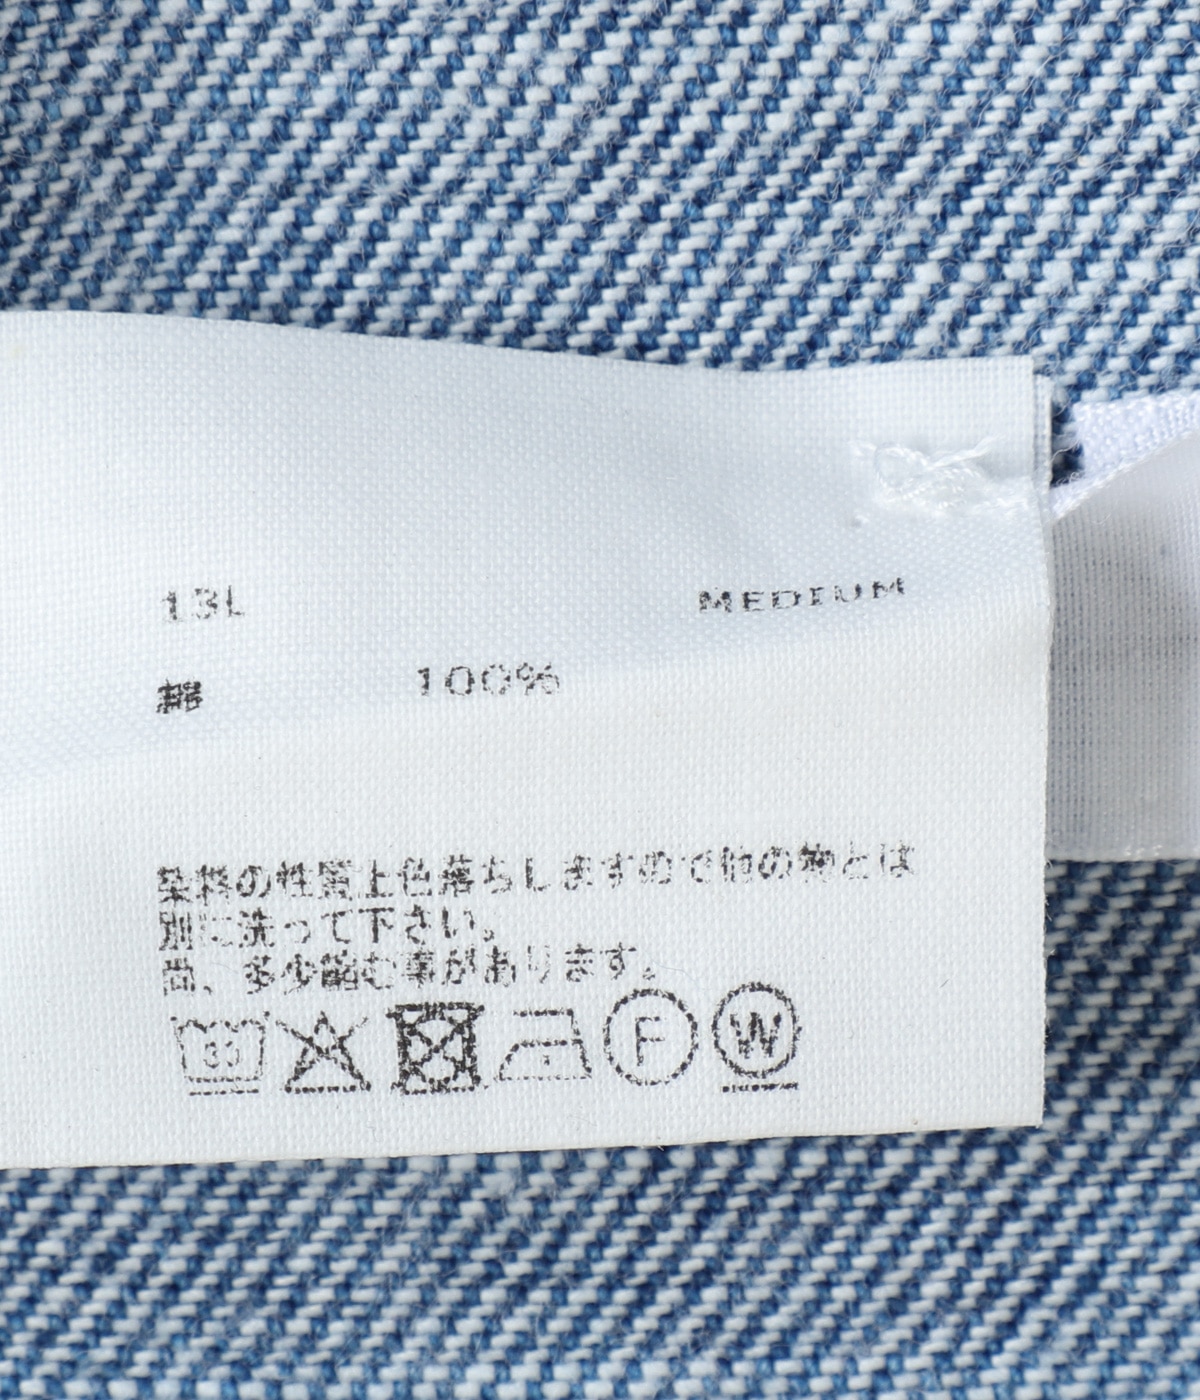 13L MEDIUM
綿 100%
染料の性質上色落ちしますので他の物とは
別に洗って下さい。
尚、多少縮む事があります。
30 F W